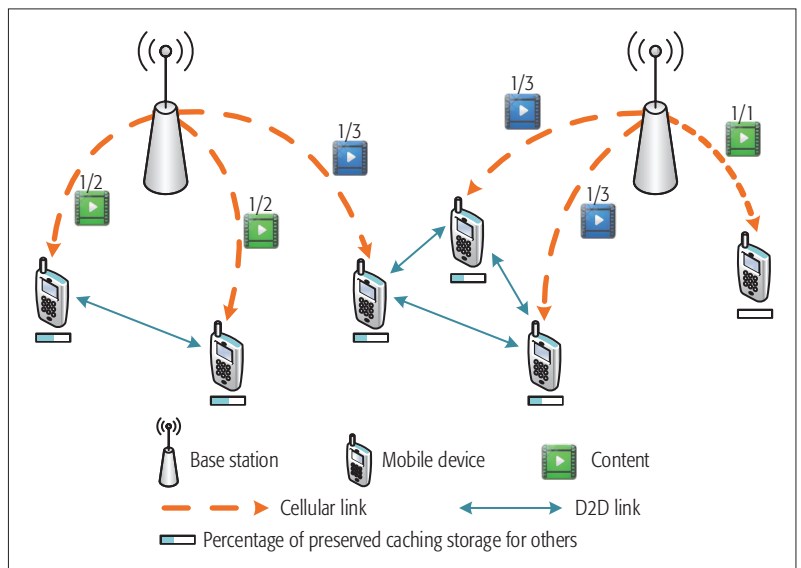 1/3
1/3
1/1
1/2
1/2
1/3
Base station
Mobile device
Content
Cellular link
D2D link
Percentage of preserved caching storage for others